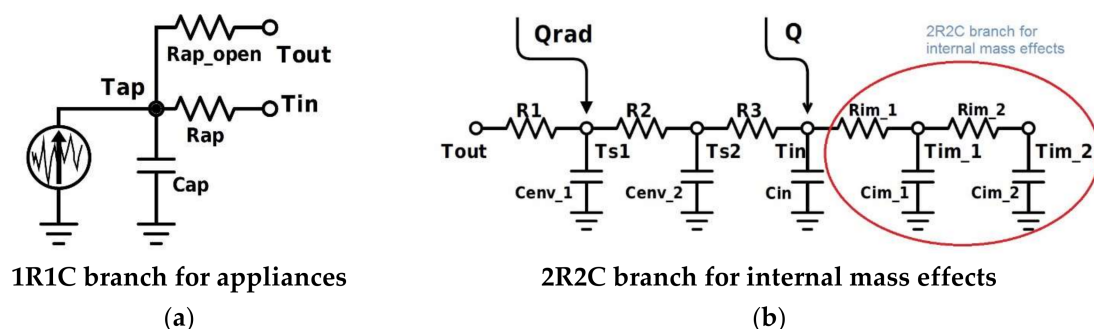 Rap_open
Tout
Tap
Tin
Rap
Cap
1R1C branch for appliances
(a)
2R2C branch for
internal mass effects
Qrad
Q
R1
R2
R3
Rim_1
Rim_2
Tout
Ts1
Ts2
Tin
Tim_1
Tim_2
Cenv_1
Cenv_2
Cin
Cim_1
Cim_2
2R2C branch for internal mass effects
(b)